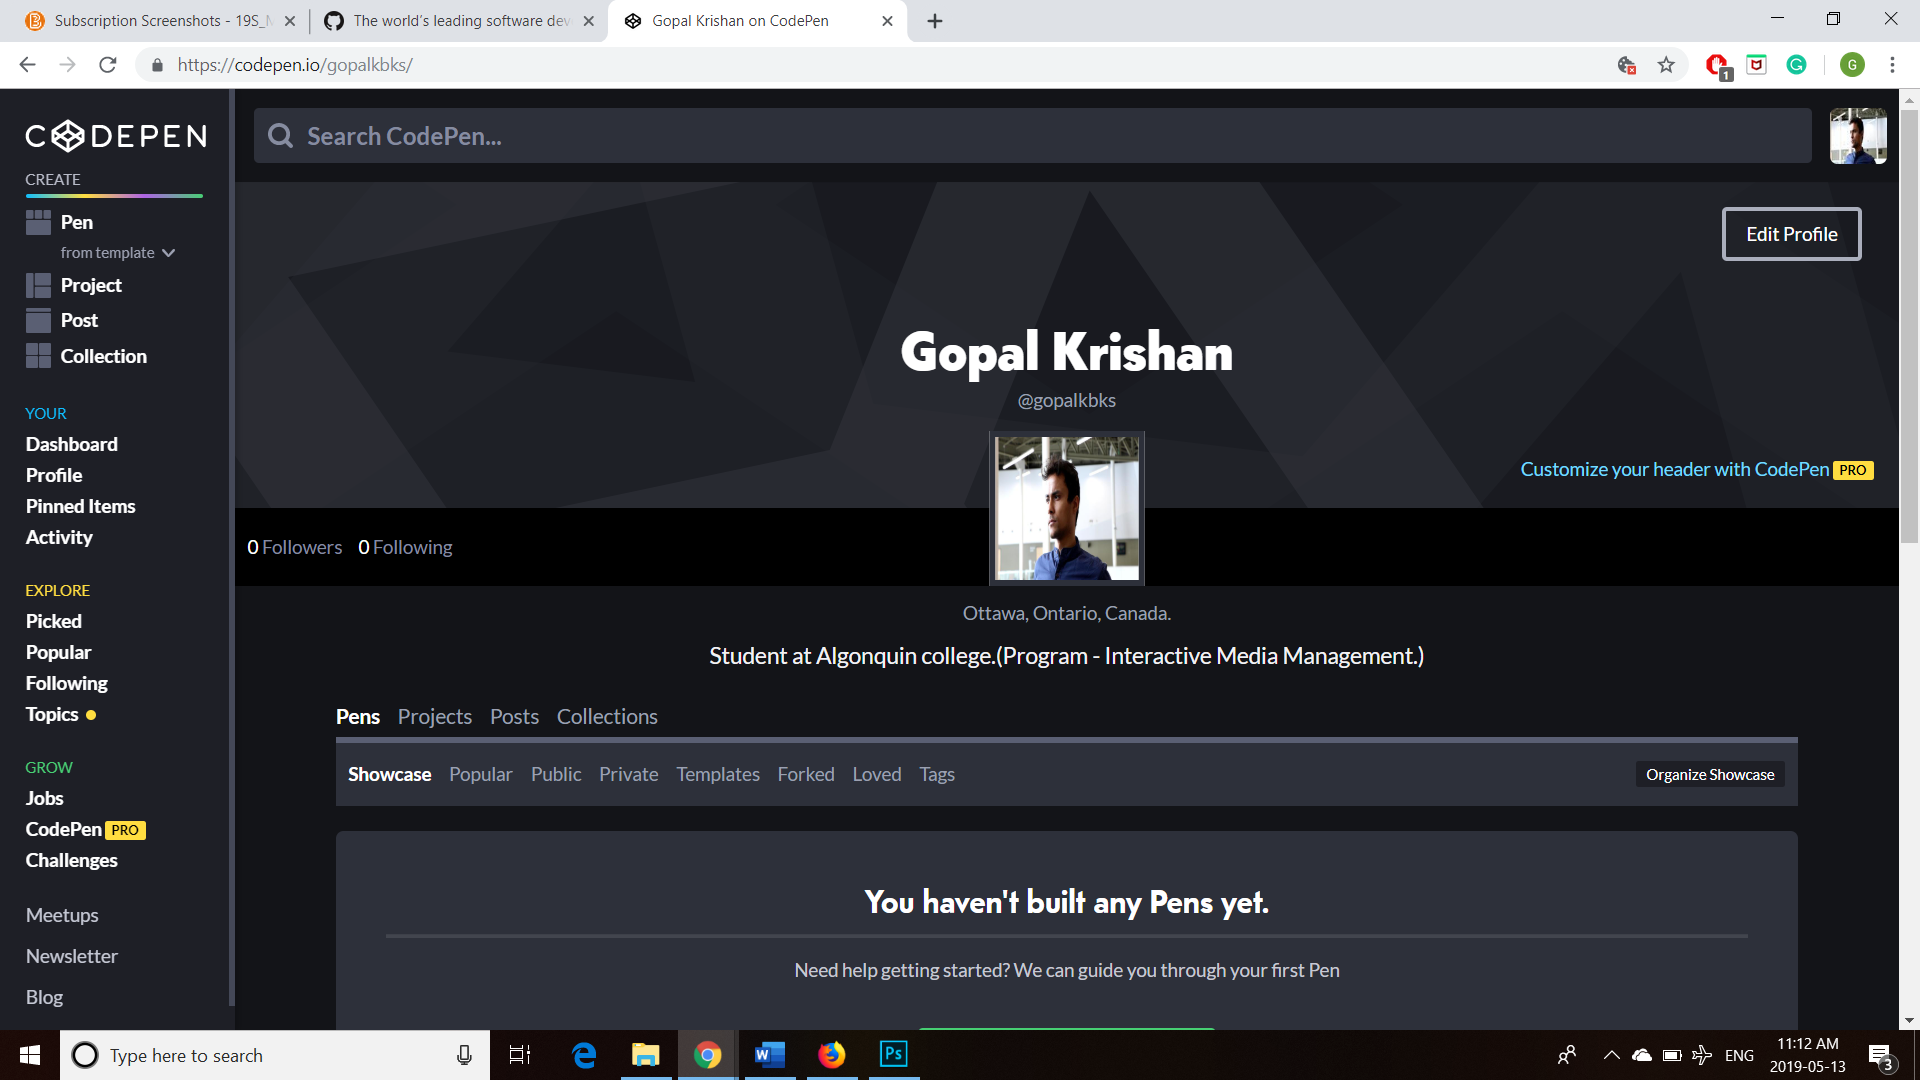 Subscription Screenshots - 19S_M
The world's leading software dev
Gopal Krishan on CodePen
https://codepen.io/gopalkbks/
1
G
CODEPEN
Search CodePen...
CREATE
Pen
from template
Project
Post
Collection
YOUR
Dashboard
Profile
Pinned Items
Activity
EXPLORE
Picked
Popular
Following
Topics
GROW
Jobs
CodePen PRO
Challenges
Meetups
Newsletter
Blog
Edit Profile
Gopal Krishan
@gopalkbks
Customize your header with CodePen PRO
0 Followers 0 Following
Ottawa, Ontario, Canada.
Student at Algonquin college.(Program - Interactive Media Management.)
Pens Projects Posts Collections
Showcase Popular Public Private Templates Forked Loved Tags
Organize Showcase
You haven't built any Pens yet.
Need help getting started? We can guide you through your first Pen
Type here to search
Ps
ENG
11:12 AM
2019-05-13
3